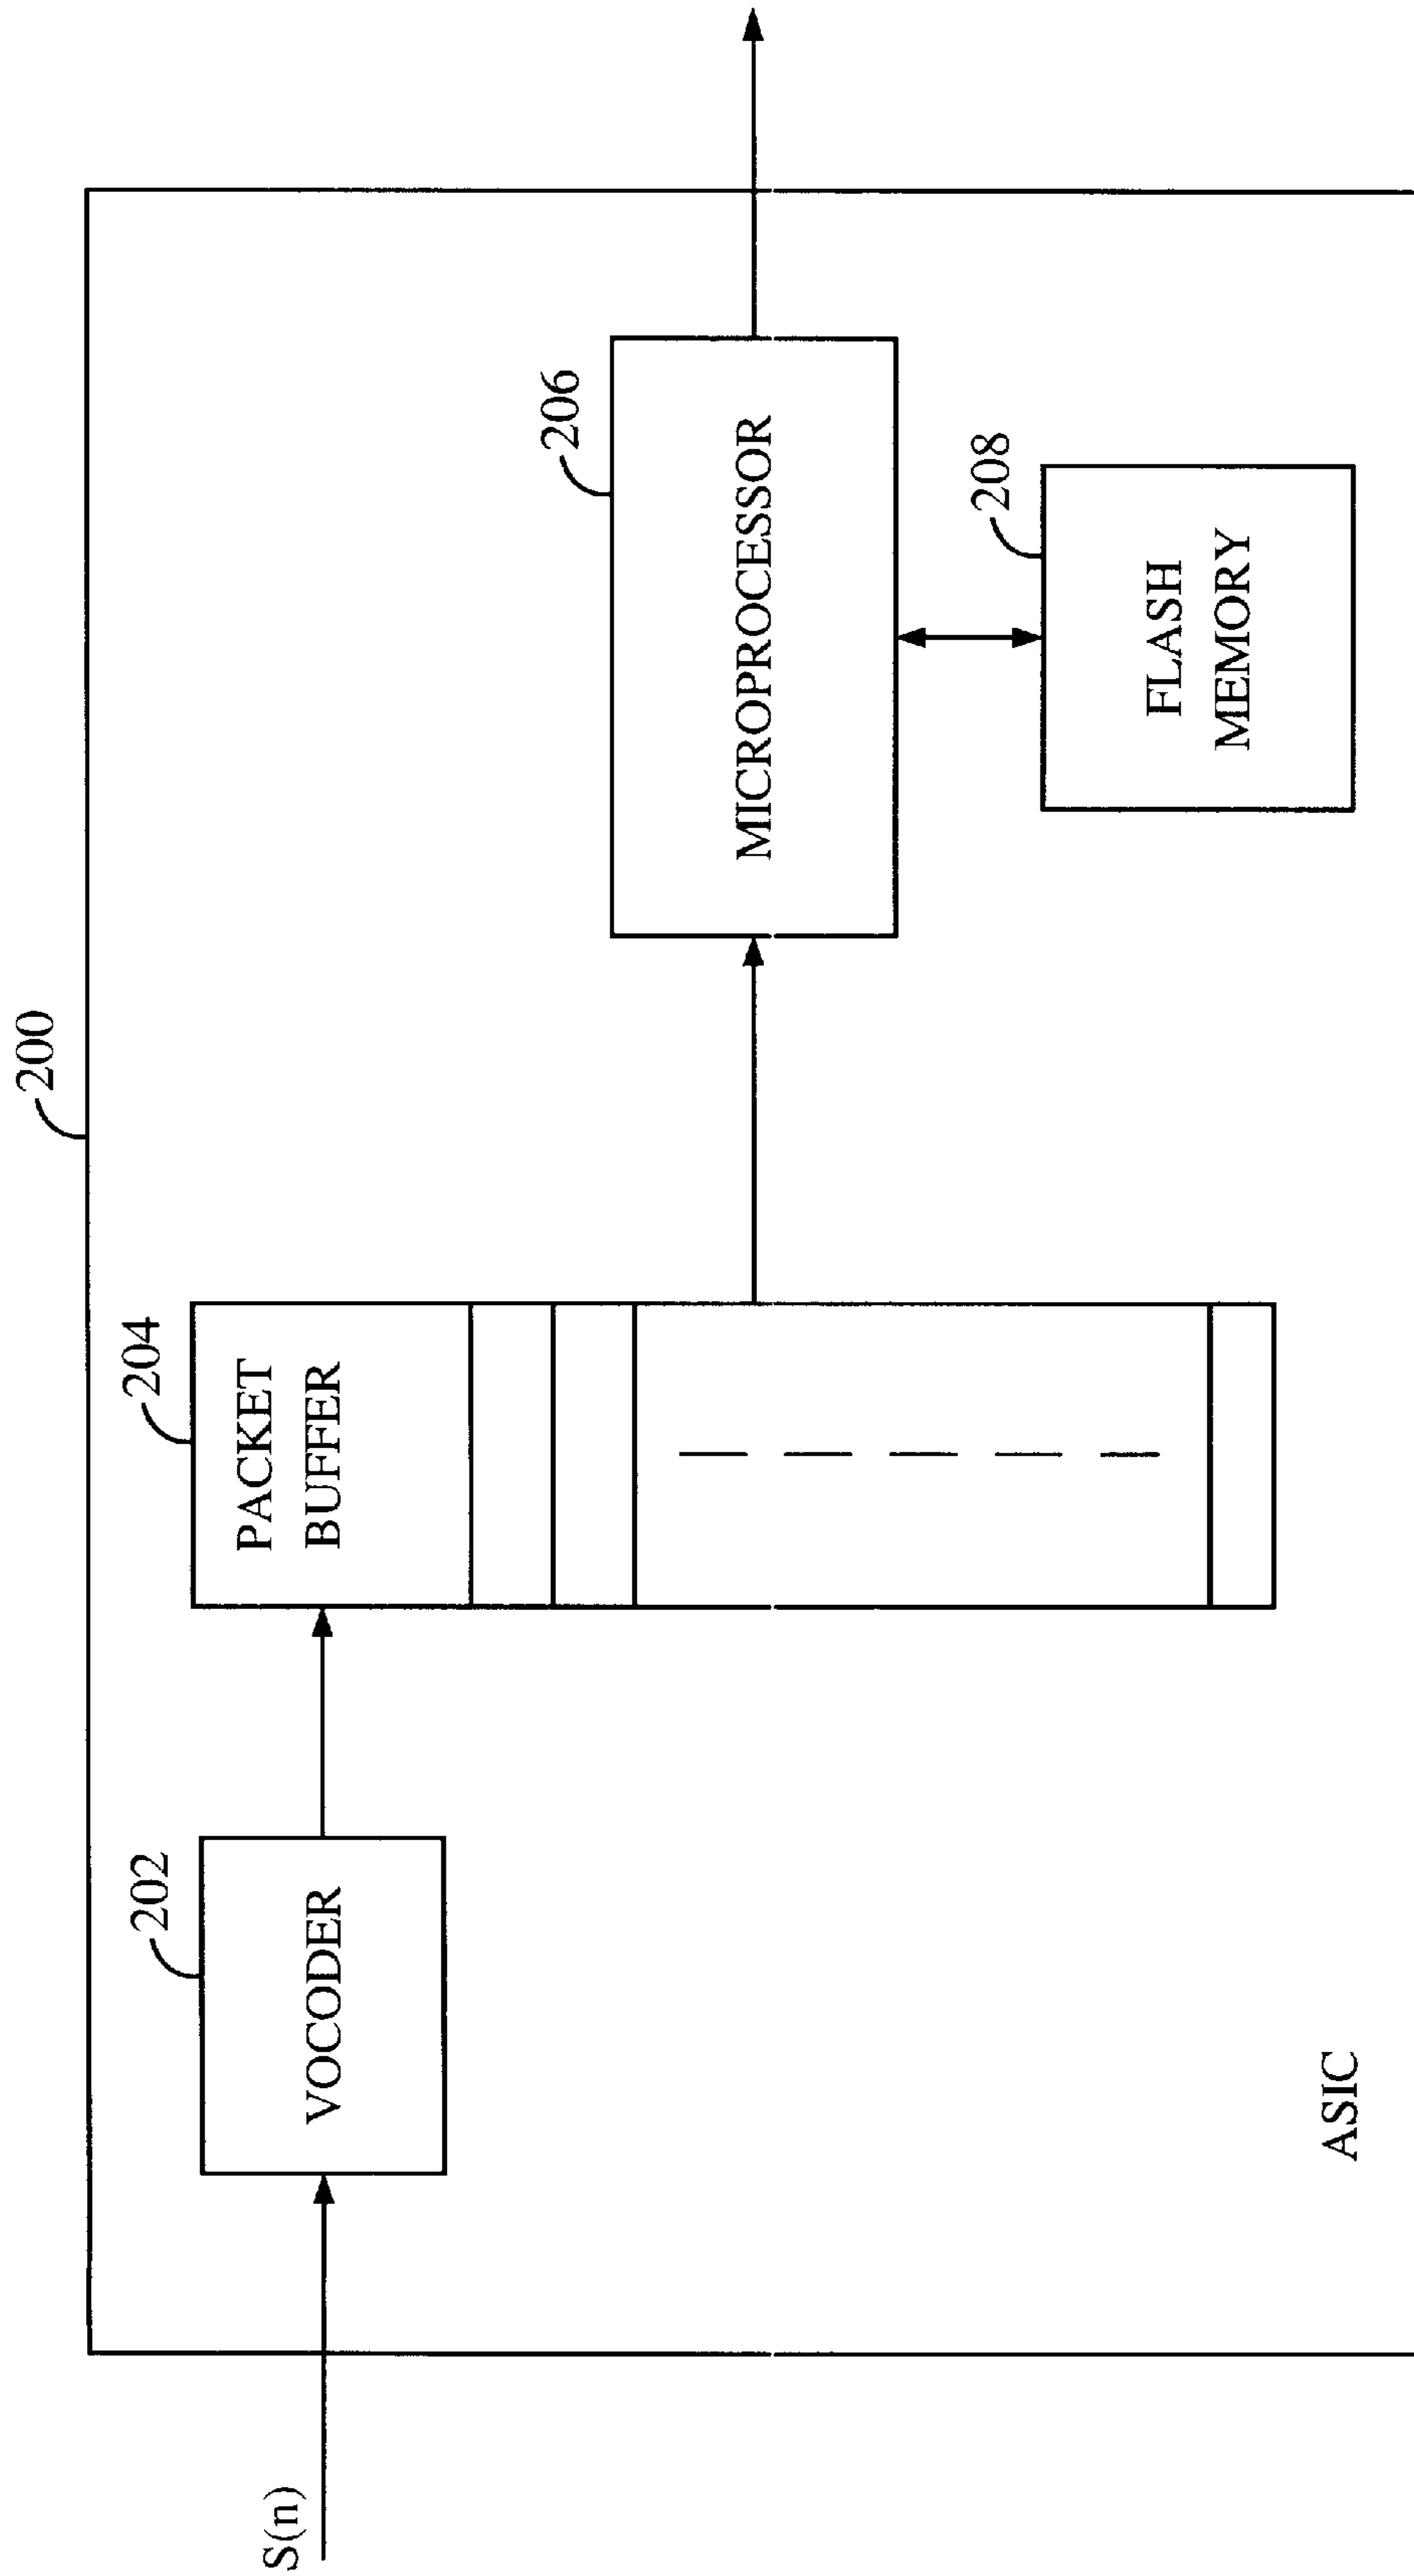 200
S(n)
202
VOCODER
204
PACKET
BUFFER
206
MICROPROCESSOR
208
FLASH
MEMORY
ASIC